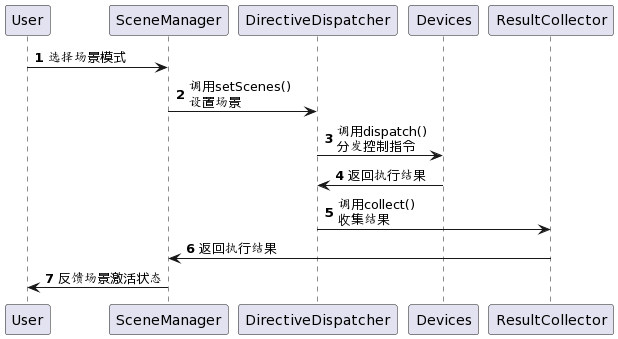 User
SceneManager
DirectiveDispatcher
Devices
ResultCollector
1 选择场景模式
2 调用setScenes()
设置场景
3 调用dispatch()
分发控制指令
4 返回执行结果
5 调用collect()
收集结果
6 返回执行结果
7 反馈场景激活状态
User
SceneManager
DirectiveDispatcher
Devices
ResultCollector